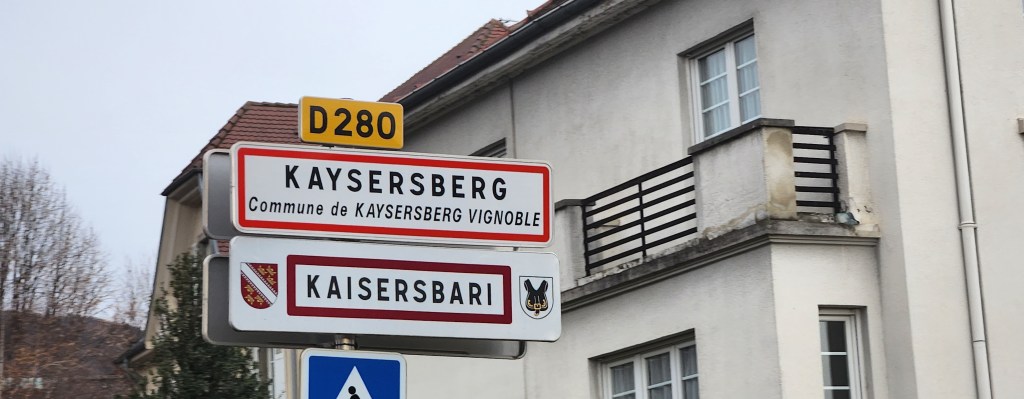 D280
KAYSERSBERG
Commune de KAYSERSBERG VIGNOBLE
KAISERSBARI